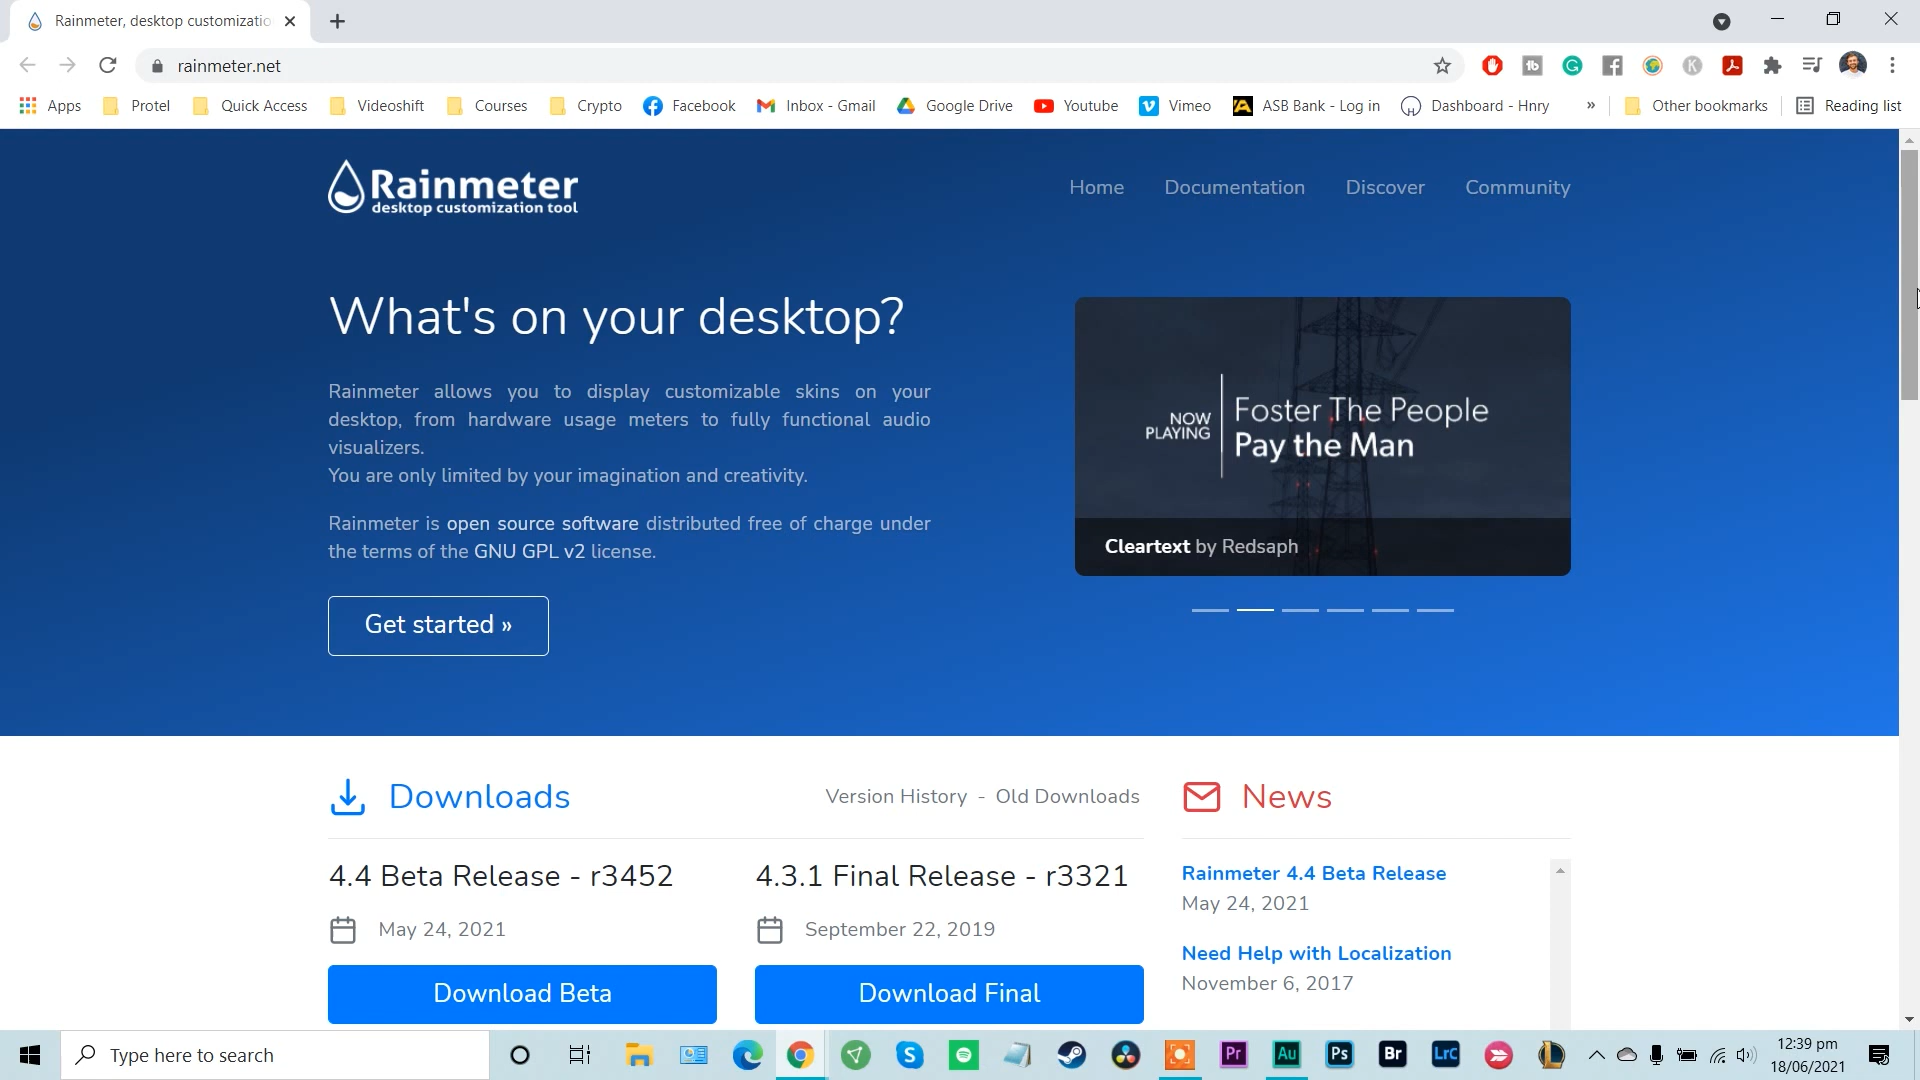 Rainmeter, desktop customizatio
rainmeter.net
Apps
Protel
Quick Access
Videoshift
Courses
Crypto
Facebook
Inbox - Gmail
Google Drive
Youtube
Vimeo
ASB Bank - Log in
Dashboard - Hnry
»
Other bookmarks
Reading list
Rainmeter
desktop customization tool
Home
Documentation
Discover
Community
What's on your desktop?
Rainmeter allows you to display customizable skins on your
desktop, from hardware usage meters to fully functional audio
visualizers.
You are only limited by your imagination and creativity.
Rainmeter is open source software distributed free of charge under
the terms of the GNU GPL v2 license.
Get started »
NOW
PLAYING
Foster The People
Pay the Man
Cleartext by Redsaph
Downloads
Version History - Old Downloads
4.4 Beta Release - r3452
May 24, 2021
Download Beta
4.3.1 Final Release - r3321
September 22, 2019
Download Final
News
Rainmeter 4.4 Beta Release
May 24, 2021
Need Help with Localization
November 6, 2017
Type here to search
Pr
Au
Ps
Br
LrC
12:39 pm
18/06/2021